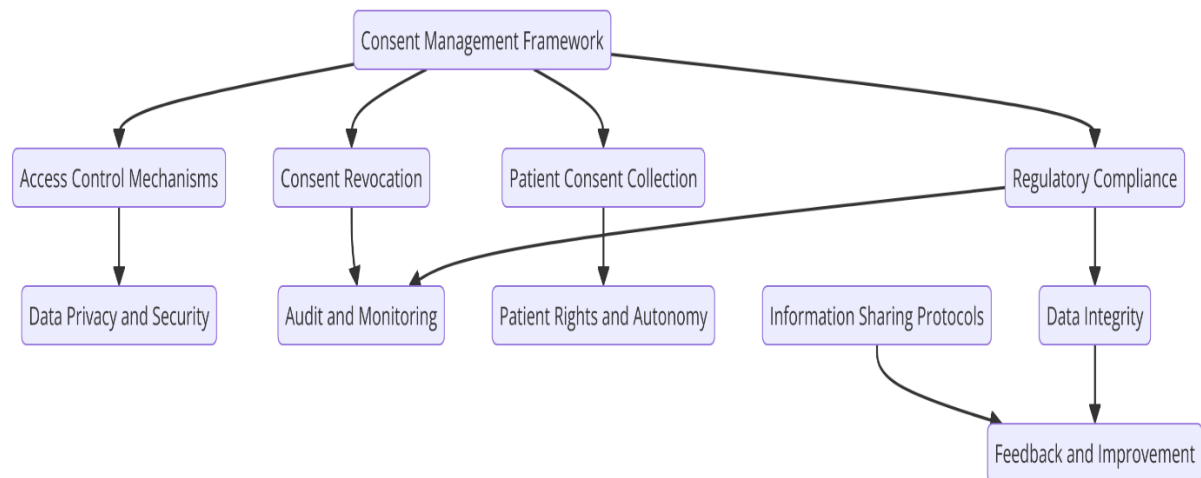 Consent Management Framework
Access Control Mechanisms
Consent Revocation
Patient Consent Collection
Regulatory Compliance
Data Privacy and Security
Audit and Monitoring
Patient Rights and Autonomy
Information Sharing Protocols
Data Integrity
Feedback and Improvement